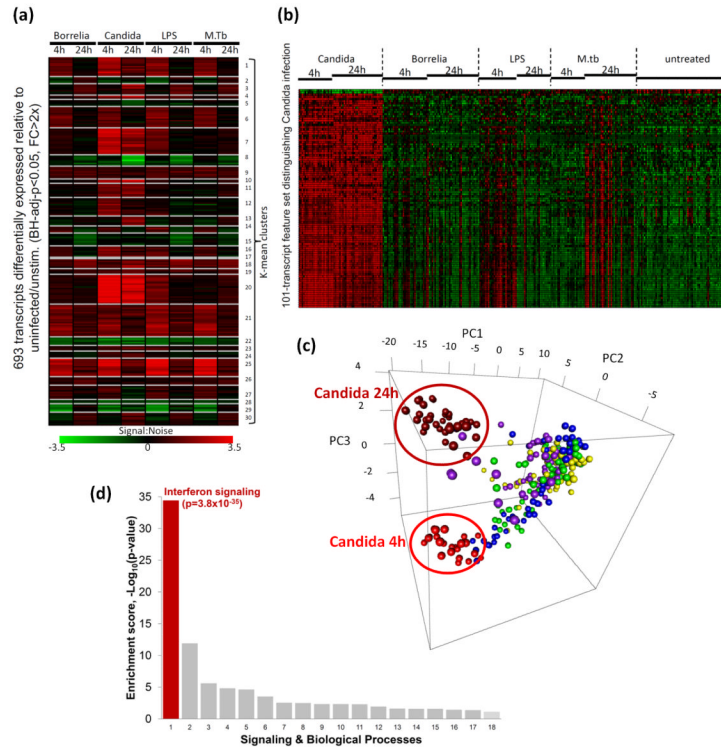 (a)
Borrelia Candida LPS M.Tb
4h 24h 4h 24h 4h 24h 4h 24h
693 transcripts differentially expressed relative to
uninfected/unstim. (BH-adj-p<0.05, FC>2x)
1
2
3
4
5
6
7
8
9
10
11
12
13
14
15
16
17
18
19
20
21
22
23
24
25
26
27
28
29
30
K-mean clusters
Signal:Noise
-3.5 0 3.5
(b)
Candida Borrelia LPS M.tb untreated
4h 24h 4h 24h 4h 24h 4h 24h
101-transcript feature set distinguishing Candida infection
(c)
PC1
-20 -15 -10 -5 0 5 10
PC2
5 0 -5
PC3
4
2
0
-2
-4
Candida 24h
Candida 4h
(d)
Interferon signaling
(p=3.8x10-35)
Enrichment score, -Log10(p-value)
35
30
25
20
15
10
5
0
1 2 3 4 5 6 7 8 9 10 11 12 13 14 15 16 17 18
Signaling & Biological Processes